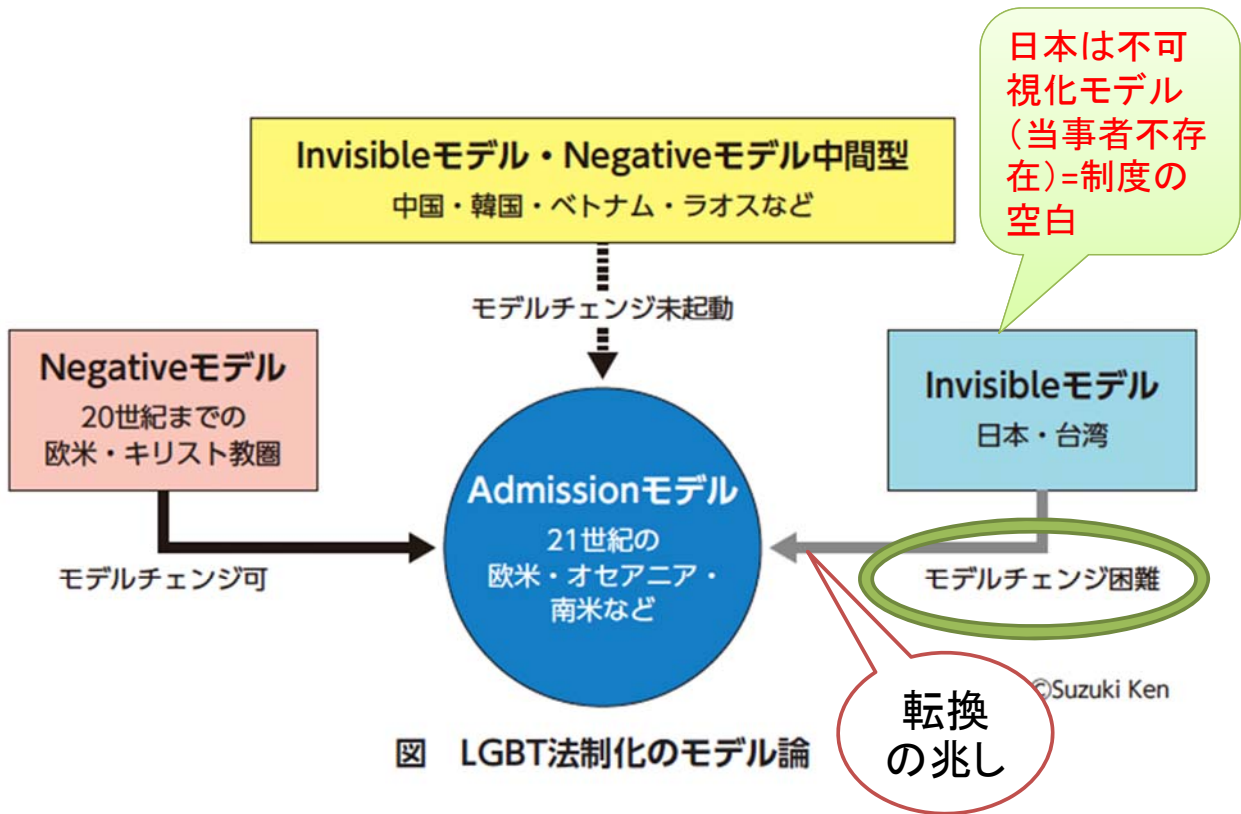 日本は不可
視化モデル
(当事者不存
在)=制度の
空白
Invisibleモデル・Negativeモデル中間型
中国・韓国・ベトナム・ラオスなど
モデルチェンジ未起動
Negativeモデル
20世紀までの
欧米・キリスト教圏
Invisibleモデル
日本・台湾
Admissionモデル
21世紀の
欧米・オセアニア・
南米など
モデルチェンジ可
モデルチェンジ困難
転換
の兆し
©Suzuki Ken
図 LGBT法制化のモデル論